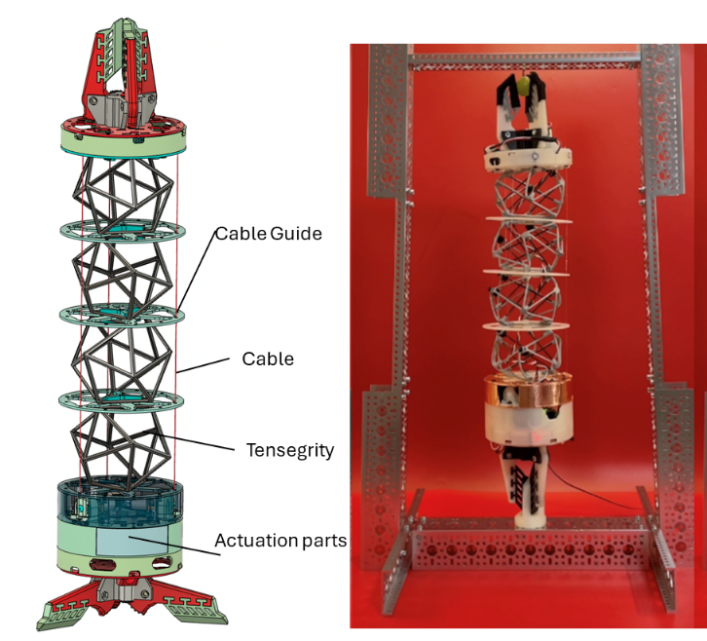 Cable Guide
Cable
Tensegrity
Actuation parts